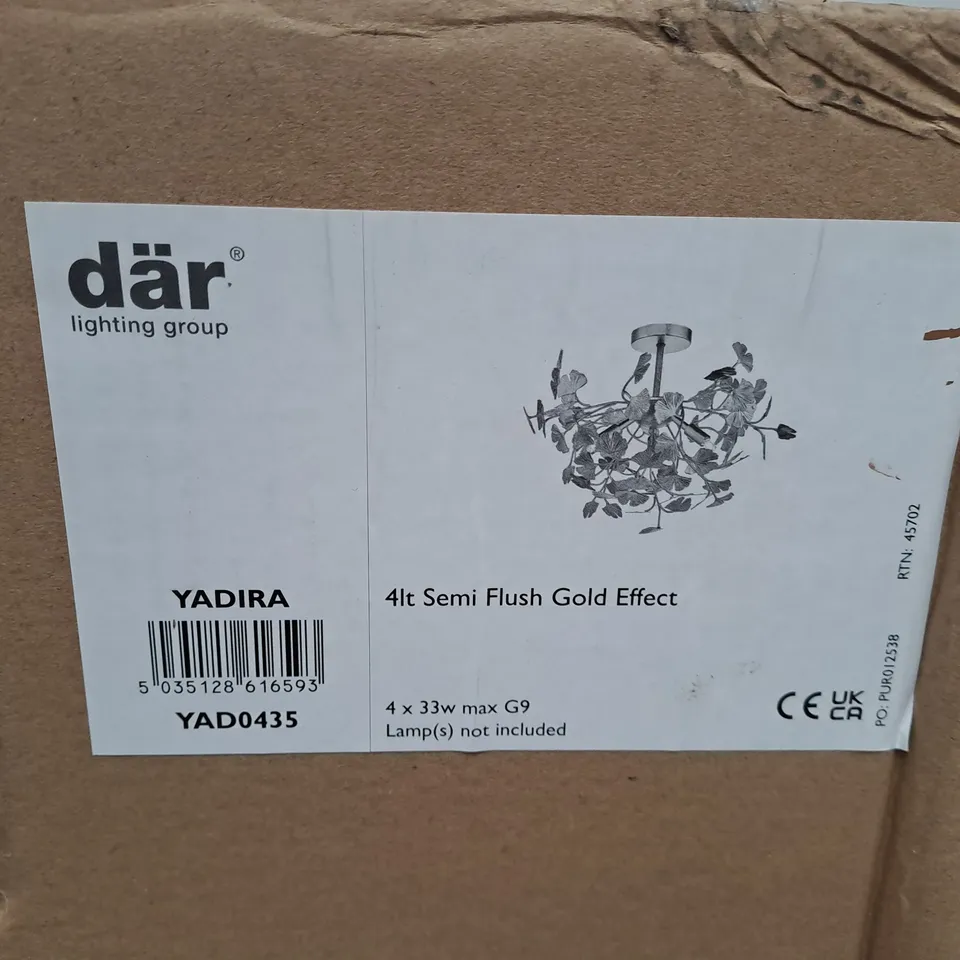 där®
lighting group
YADIRA
5 035128 616593
YAD0435
4lt Semi Flush Gold Effect
4 x 33w max G9
Lamp(s) not included
CE UK CA
PO: PUR012538
RTN: 45702